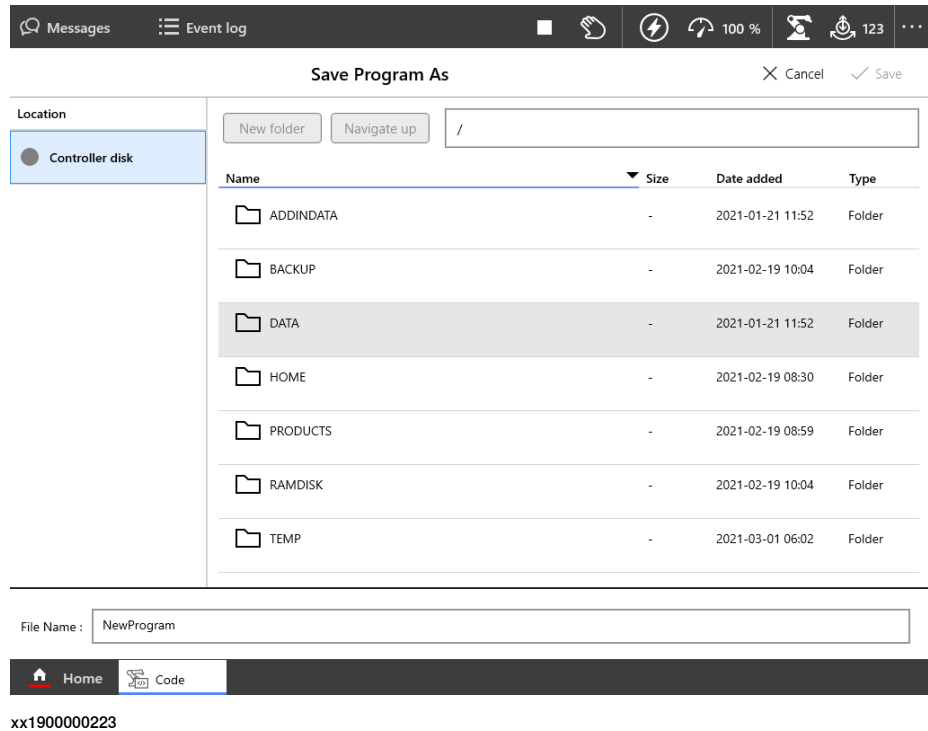 Messages Event log 100 % 123
Save Program As Cancel Save
Location
Controller disk
New folder Navigate up /
Name Size Date added Type
ADDINDATA - 2021-01-21 11:52 Folder
BACKUP - 2021-02-19 10:04 Folder
DATA - 2021-01-21 11:52 Folder
HOME - 2021-02-19 08:30 Folder
PRODUCTS - 2021-02-19 08:59 Folder
RAMDISK - 2021-02-19 10:04 Folder
TEMP - 2021-03-01 06:02 Folder
File Name : NewProgram
Home Code
xx1900000223